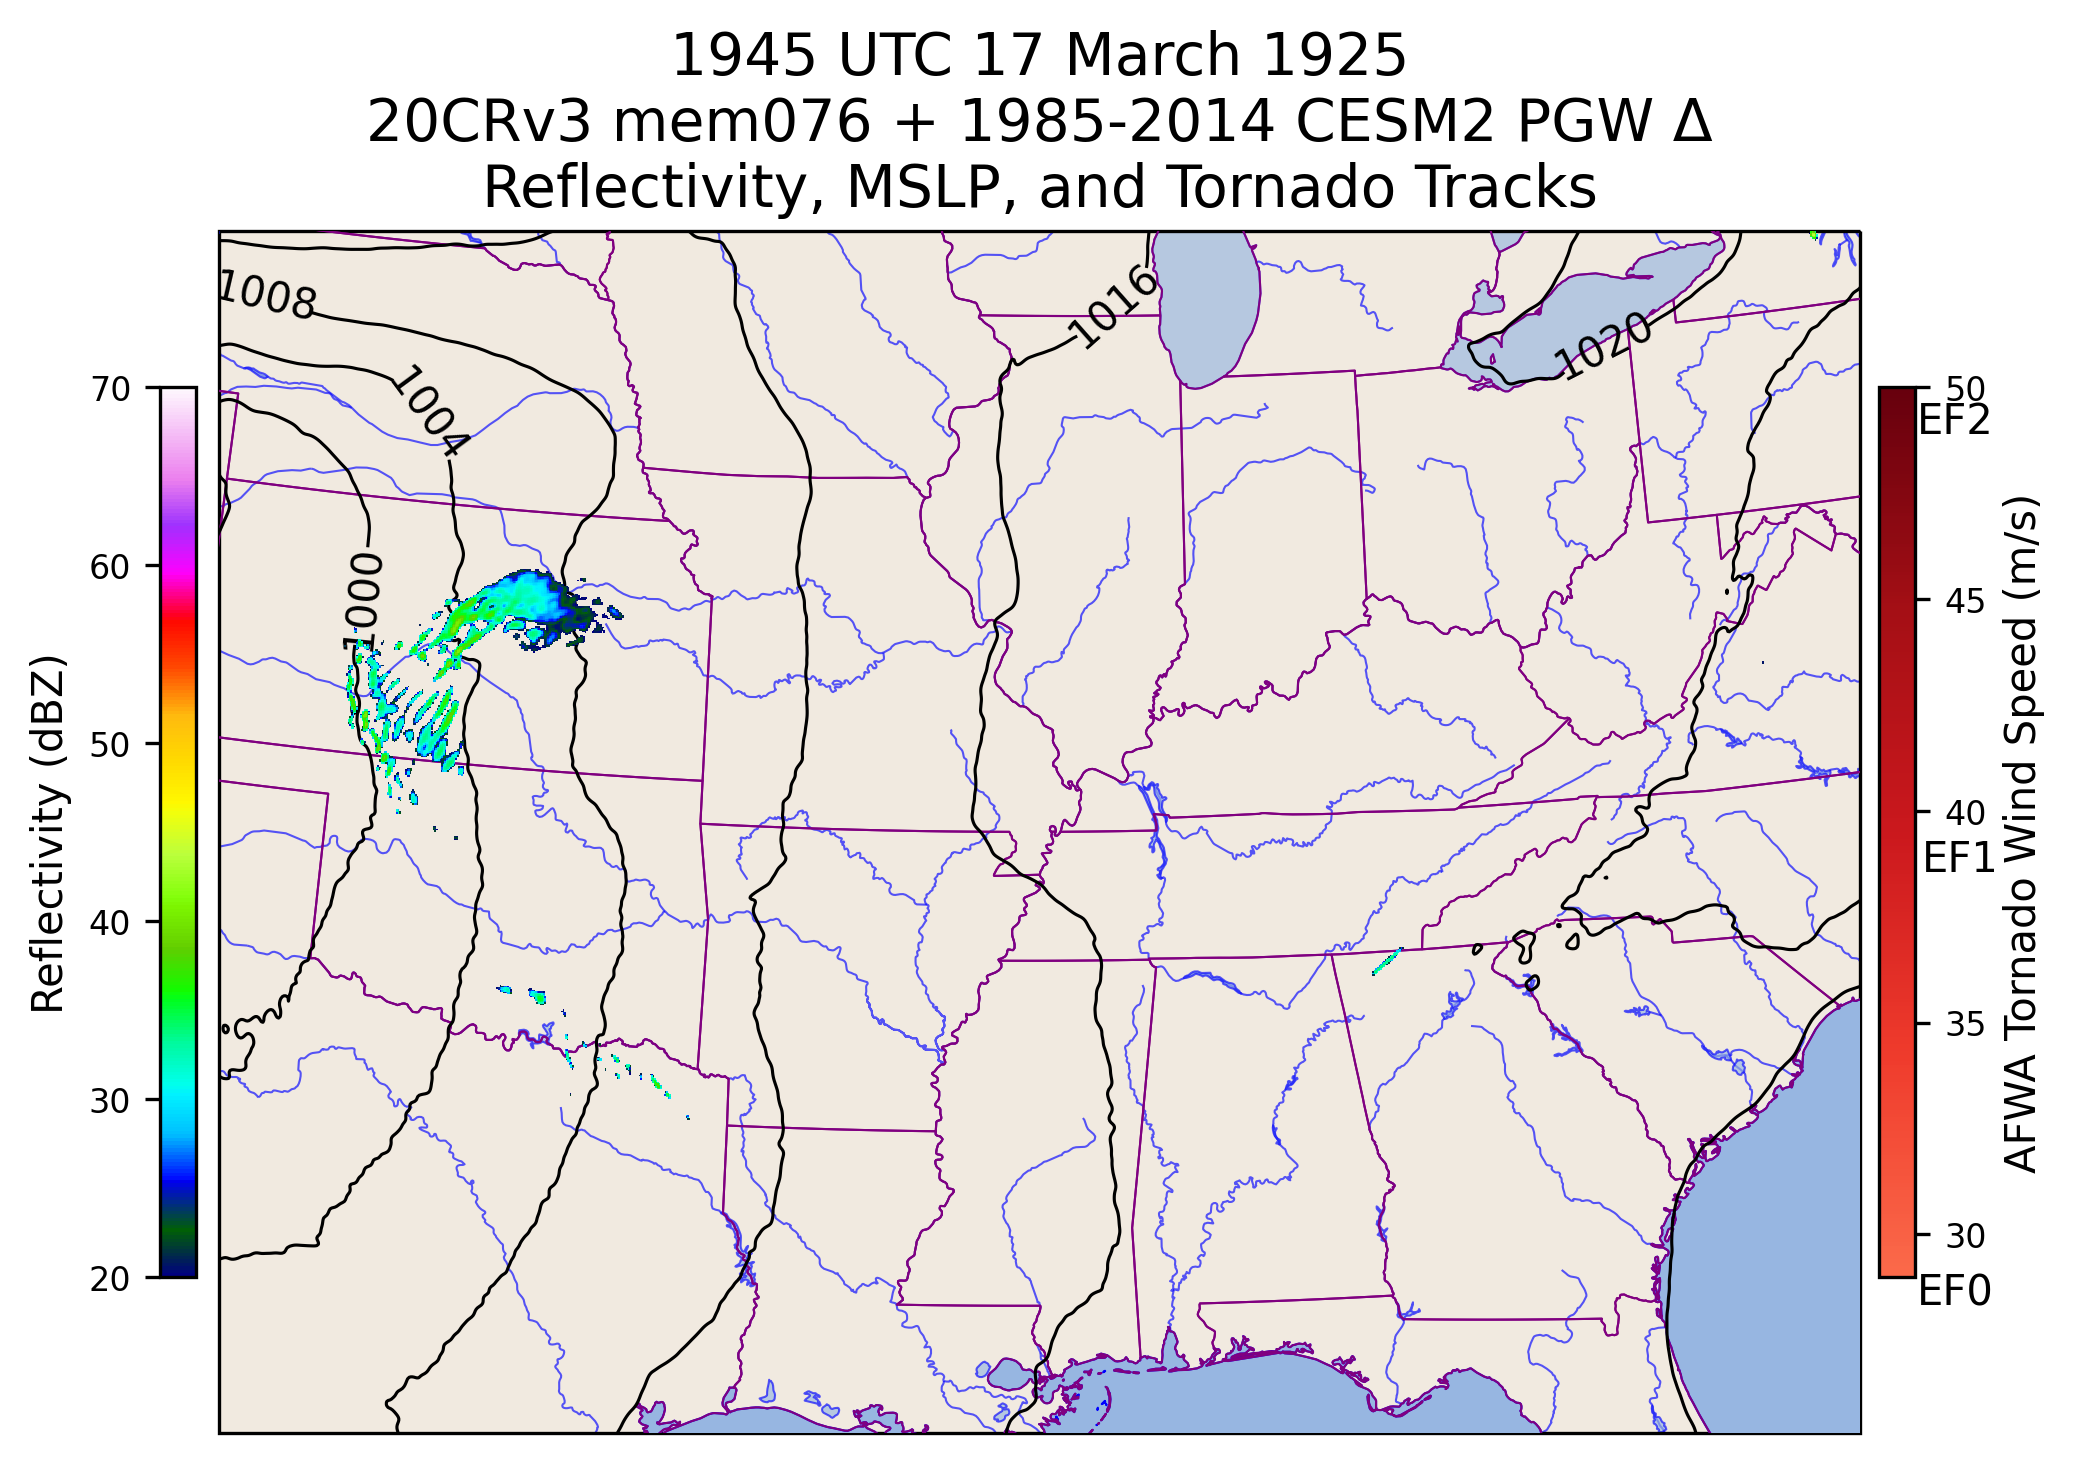 1945 UTC 17 March 1925
20CRv3 mem076 + 1985-2014 CESM2 PGW Δ
Reflectivity, MSLP, and Tornado Tracks
1008
1004
1000
1016
1020
70
60
50
40
30
20
Reflectivity (dBZ)
50
EF2
45
40
EF1
35
30
EF0
AFWA Tornado Wind Speed (m/s)